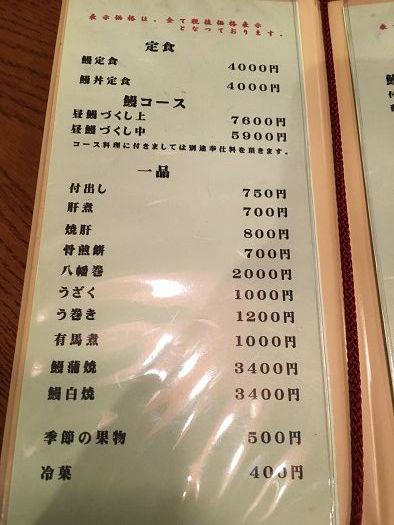 表示価格は、全て税抜価格表示
となっております。
定食
鰻定食 4000円
鰻丼定食 4000円
鰻コース
昼鰻づくし上 7600円
昼鰻づくし中 5900円
コース料理に付きましては別途奉仕料を頂きます。
一品
付出し 750円
肝煮 700円
焼肝 800円
骨煎餅 700円
八幡巻 2000円
うざく 1000円
う巻き 1200円
有馬煮 1000円
鰻蒲焼 3400円
鰻白焼 3400円
季節の果物 500円
冷菓 400円